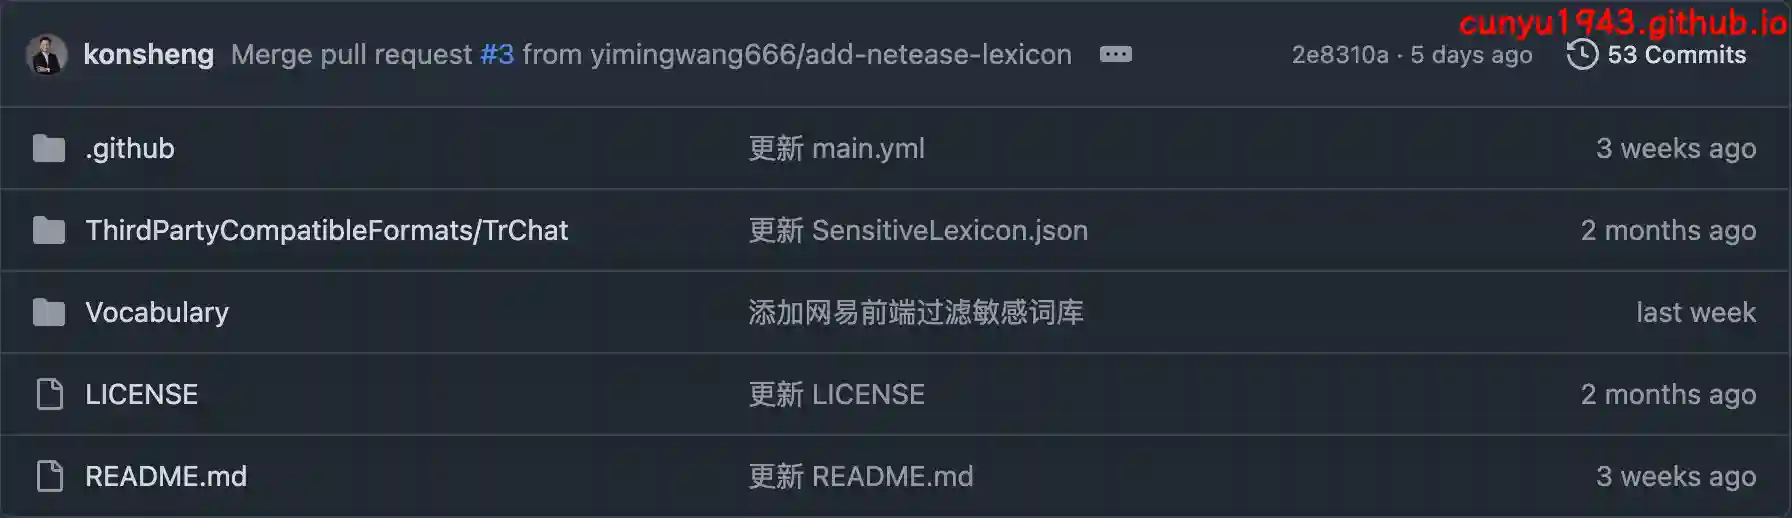 cunyu1943.github.io
konsheng Merge pull request #3 from yimingwang666/add-netease-lexicon 2e8310a · 5 days ago 53 Commits
.github 更新 main.yml 3 weeks ago
ThirdPartyCompatibleFormats/TrChat 更新 SensitiveLexicon.json 2 months ago
Vocabulary 添加网易前端过滤敏感词库 last week
LICENSE 更新 LICENSE 2 months ago
README.md 更新 README.md 3 weeks ago